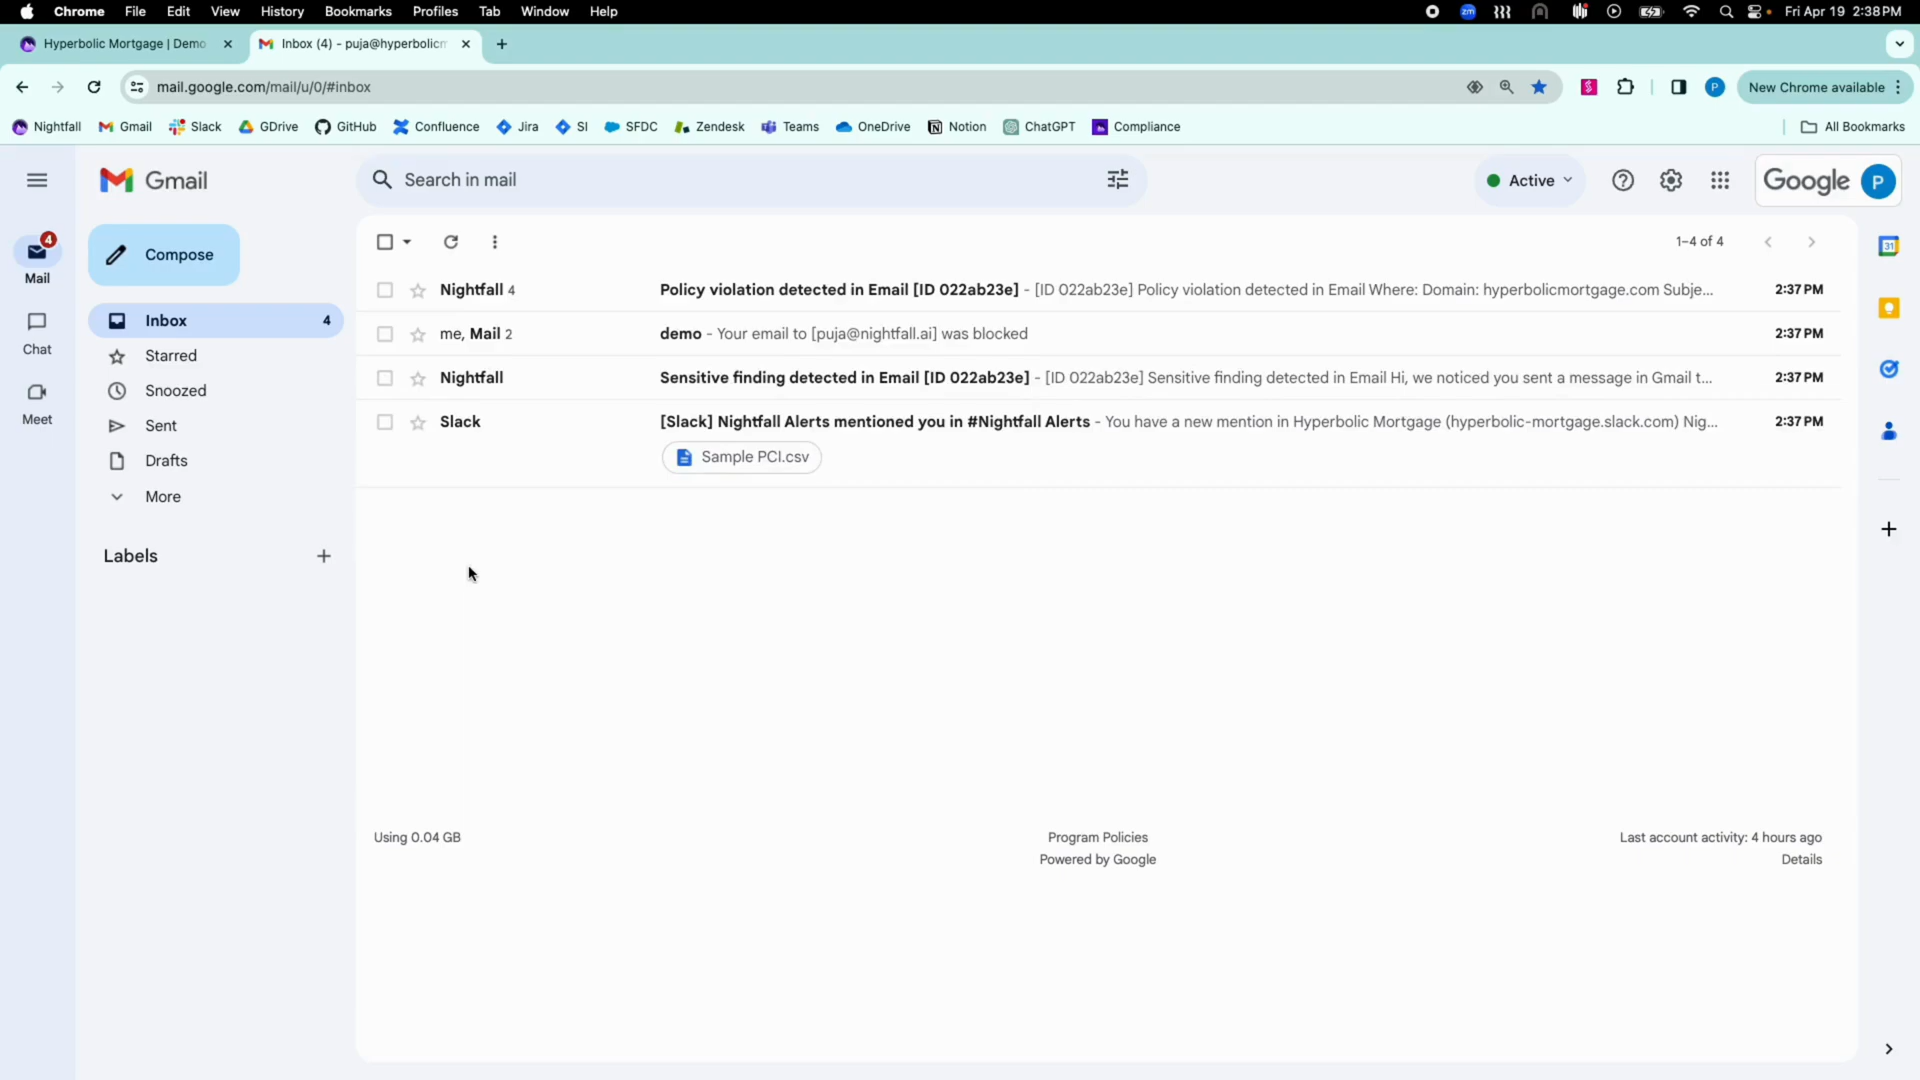 Chrome File Edit View History Bookmarks Profiles Tab Window Help zm Fri Apr 19 2:38PM
Hyperbolic Mortgage | Demo Inbox (4) - puja@hyperbolicm
mail.google.com/mail/u/0/#inbox P New Chrome available
Nightfall Gmail Slack GDrive GitHub Confluence Jira SI SFDC Zendesk Teams OneDrive Notion ChatGPT Compliance All Bookmarks
Gmail Search in mail Active Google P
4
Mail
Chat
Meet
Compose
Inbox 4
Starred
Snoozed
Sent
Drafts
More
Labels
1-4 of 4
Nightfall 4 Policy violation detected in Email [ID 022ab23e] - [ID 022ab23e] Policy violation detected in Email Where: Domain: hyperbolicmortgage.com Subje... 2:37 PM
me, Mail 2 demo - Your email to [puja@nightfall.ai] was blocked 2:37 PM
Nightfall Sensitive finding detected in Email [ID 022ab23e] - [ID 022ab23e] Sensitive finding detected in Email Hi, we noticed you sent a message in Gmail t... 2:37 PM
Slack [Slack] Nightfall Alerts mentioned you in #Nightfall Alerts - You have a new mention in Hyperbolic Mortgage (hyperbolic-mortgage.slack.com) Nig... 2:37 PM
Sample PCI.csv
31
Using 0.04 GB
Program Policies
Powered by Google
Last account activity: 4 hours ago
Details